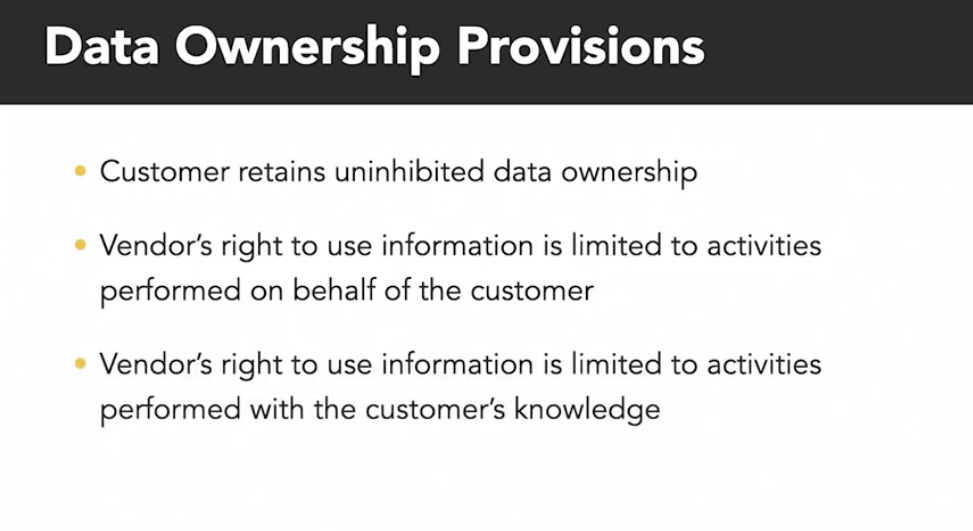 Data Ownership Provisions
• Customer retains uninhibited data ownership
• Vendor’s right to use information is limited to activities
performed on behalf of the customer
• Vendor’s right to use information is limited to activities
performed with the customer’s knowledge